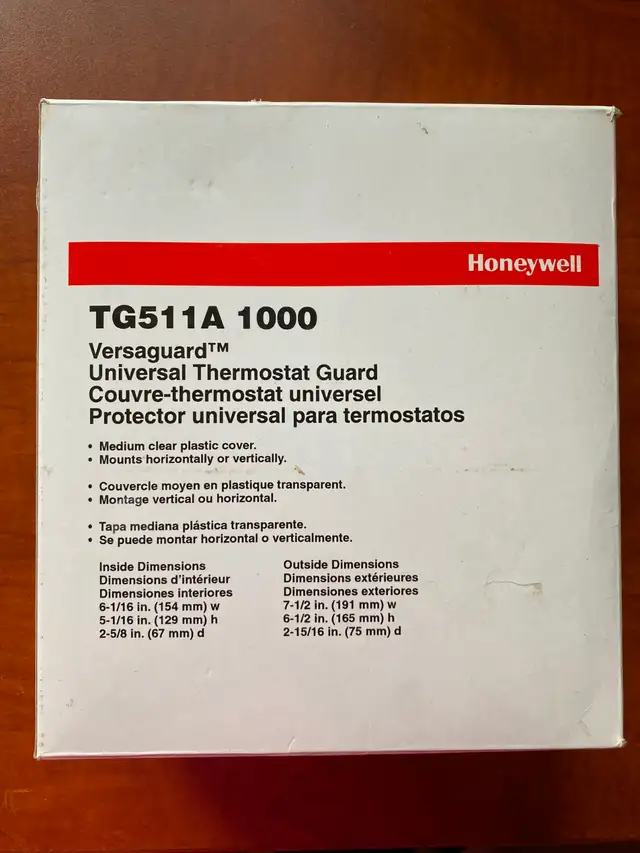 Honeywell
TG511A 1000
Versaguard™
Universal Thermostat Guard
Couvre-thermostat universel
Protector universal para termostatos
• Medium clear plastic cover.
• Mounts horizontally or vertically.
• Couvercle moyen en plastique transparent.
• Montage vertical ou horizontal.
• Tapa mediana plástica transparente.
• Se puede montar horizontal o verticalmente.
Inside Dimensions
Dimensions d'intérieur
Dimensiones interiores
6-1/16 in. (154 mm) w
5-1/16 in. (129 mm) h
2-5/8 in. (67 mm) d
Outside Dimensions
Dimensions extérieures
Dimensiones exteriores
7-1/2 in. (191 mm) w
6-1/2 in. (165 mm) h
2-15/16 in. (75 mm) d